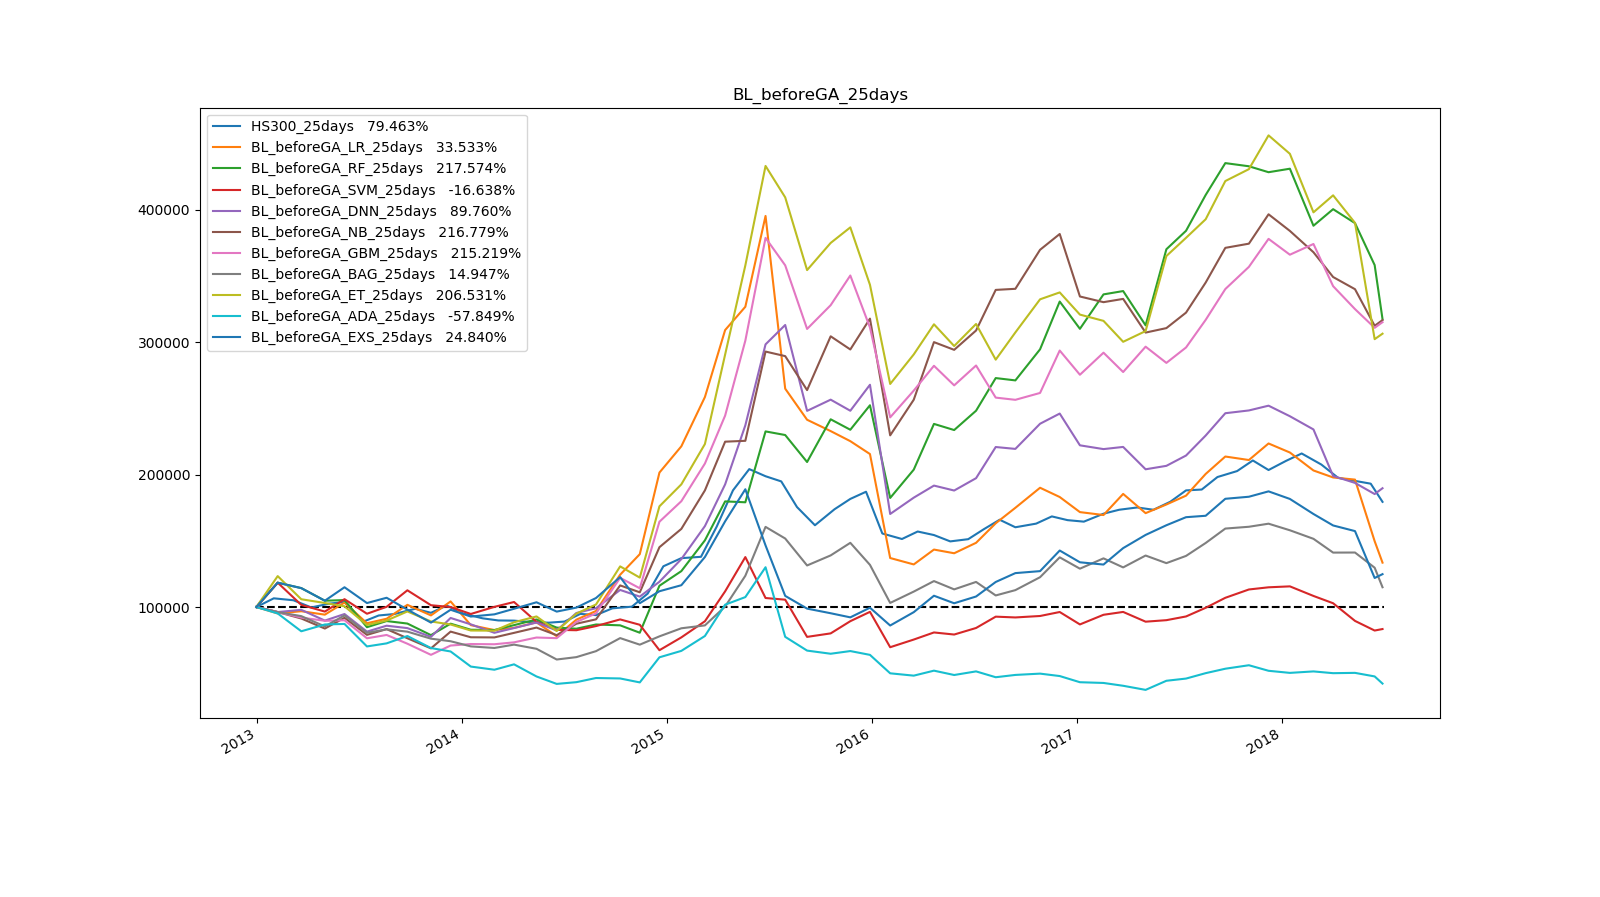 BL_beforeGA_25days
HS300_25days 79.463%
BL_beforeGA_LR_25days 33.533%
BL_beforeGA_RF_25days 217.574%
BL_beforeGA_SVM_25days -16.638%
BL_beforeGA_DNN_25days 89.760%
BL_beforeGA_NB_25days 216.779%
BL_beforeGA_GBM_25days 215.219%
BL_beforeGA_BAG_25days 14.947%
BL_beforeGA_ET_25days 206.531%
BL_beforeGA_ADA_25days -57.849%
BL_beforeGA_EXS_25days 24.840%
400000
300000
200000
100000
2013 2014 2015 2016 2017 2018